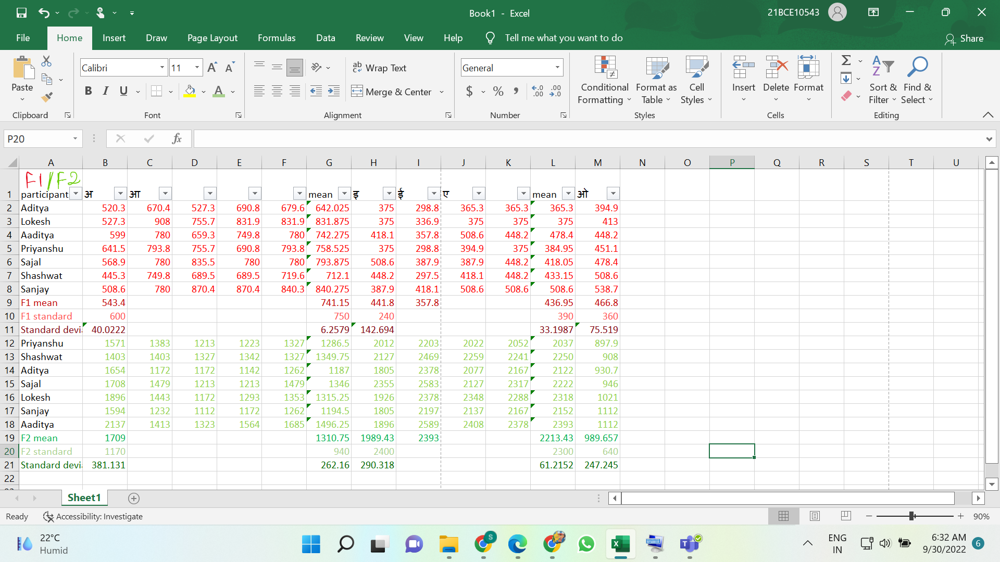 Book1 - Excel
21BCE10543
File Home Insert Draw Page Layout Formulas Data Review View Help Tell me what you want to do Share
Calibri 11 ab Wrap Text General
Paste B I U A Merge & Center $ % , Conditional Formatting Format as Table Cell Styles Insert Delete Format Sort & Filter Find & Select
Clipboard Font Alignment Number Styles Cells Editing
P20 fx
A B C D E F G H I J K L M N O P Q R S T U
F1//F2
1 participant अ आ mean इ ई ए mean ओ
2 Aditya 520.3 670.4 527.3 690.8 679.6 642.025 375 298.8 365.3 365.3 365.3 394.9
3 Lokesh 527.3 908 755.7 831.9 831.9 831.875 375 336.9 375 375 375 413
4 Aaditya 599 780 659.3 749.8 780 742.275 418.1 357.8 508.6 448.2 478.4 448.2
5 Priyanshu 641.5 793.8 755.7 690.8 793.8 758.525 375 298.8 394.9 375 384.95 451.1
6 Sajal 568.9 780 835.5 780 780 793.875 508.6 387.9 387.9 448.2 418.05 478.4
7 Shashwat 445.3 749.8 689.5 689.5 719.6 712.1 448.2 297.5 418.1 448.2 433.15 508.6
8 Sanjay 508.6 780 870.4 870.4 840.3 840.275 387.9 418.1 508.6 508.6 508.6 538.7
9 F1 mean 543.4 741.15 441.8 357.8 436.95 466.8
10 F1 standard 600 750 240 390 360
11 Standard devi 40.0222 6.2579 142.694 33.1987 75.519
12 Priyanshu 1571 1383 1213 1223 1327 1286.5 2012 2203 2022 2052 2037 897.9
13 Shashwat 1403 1403 1327 1342 1327 1349.75 2127 2469 2259 2241 2250 908
14 Aditya 1654 1172 1172 1142 1262 1187 1805 2378 2077 2167 2122 930.7
15 Sajal 1708 1479 1213 1213 1479 1346 2355 2583 2127 2317 2222 946
16 Lokesh 1896 1443 1172 1293 1353 1315.25 1926 2378 2348 2288 2318 1021
17 Sanjay 1594 1232 1112 1172 1262 1194.5 1805 2197 2137 2167 2152 1112
18 Aaditya 2137 1413 1323 1564 1685 1496.25 1896 2589 2408 2378 2393 1112
19 F2 mean 1709 1310.75 1989.43 2393 2213.43 989.657
20 F2 standard 1170 940 2400 2300 640
21 Standard devi 381.131 262.16 290.318 61.2152 247.245
22
Sheet1
Ready Accessibility: Investigate 90%
22°C
Humid
ENG
IN
6:32 AM
9/30/2022
6